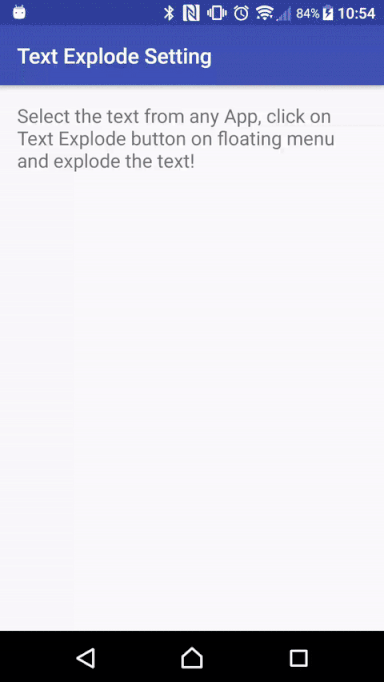 84% 10:54
Text Explode Setting
Select the text from any App, click on
Text Explode button on floating menu
and explode the text!